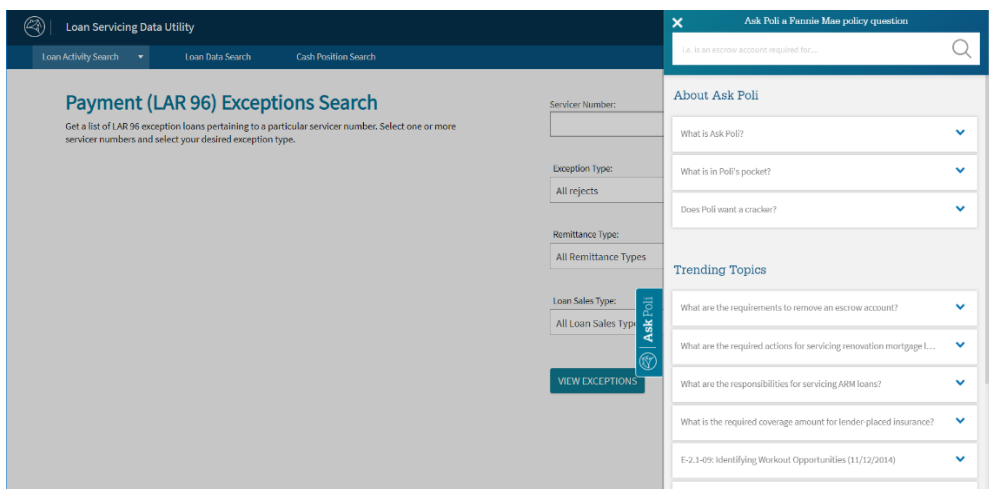 Loan Servicing Data Utility
Loan Activity Search
Loan Data Search
Cash Position Search
Payment (LAR 96) Exceptions Search
Get a list of LAR 96 exception loans pertaining to a particular servicer number. Select one or more
servicer numbers and select your desired exception type.
Servicer Number:
Exception Type:
All rejects
Remittance Type:
All Remittance Types
Loan Sales Type:
All Loan Sales Typ
VIEW EXCEPTIONS
Ask Poli
Ask Poli a Fannie Mae policy question
i.e. is an escrow account required for...
About Ask Poli
What is Ask Poli?
What is in Poli's pocket?
Does Poli want a cracker?
Trending Topics
What are the requirements to remove an escrow account?
What are the required actions for servicing renovation mortgage l...
What are the responsibilities for servicing ARM loans?
What is the required coverage amount for lender-placed insurance?
E-2.1-09: Identifying Workout Opportunities (11/12/2014)